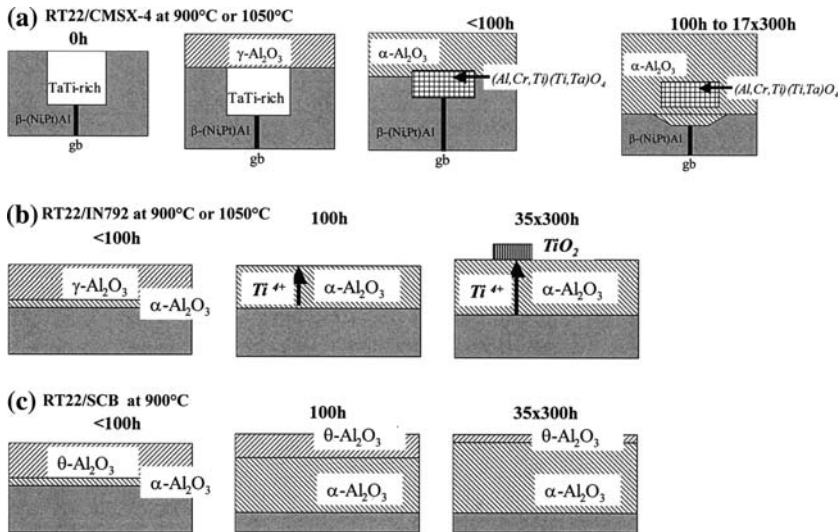 (a) RT22/CMSX-4 at 900°C or 1050°C
0h
<100h
100h to 17x300h
TaTi-rich
β-(Ni,Pt)Al
gb
γ-Al₂O₃
TaTi-rich
β-(Ni,Pt)Al
gb
α-Al₂O₃
(Al,Cr,Ti)(Ti,Ta)O₄
β-(Ni,Pt)Al
gb
α-Al₂O₃
(Al,Cr,Ti)(Ti,Ta)O₄
β-(Ni,Pt)Al
gb
(b) RT22/IN792 at 900°C or 1050°C
<100h
100h
35x300h
γ-Al₂O₃
α-Al₂O₃
Ti 4+
α-Al₂O₃
TiO₂
Ti 4+
α-Al₂O₃
(c) RT22/SCB at 900°C
<100h
100h
35x300h
θ-Al₂O₃
α-Al₂O₃
θ-Al₂O₃
α-Al₂O₃
θ-Al₂O₃
α-Al₂O₃